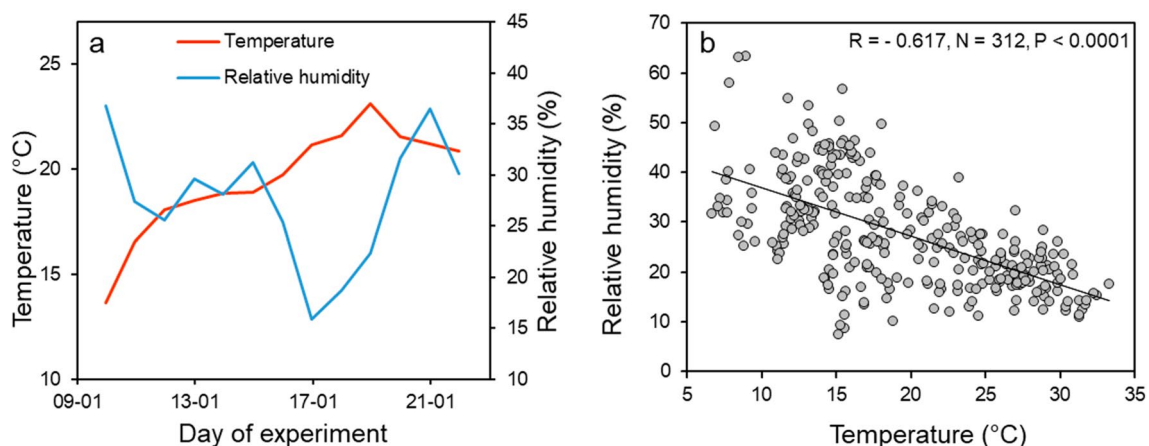 a
Temperature
Relative humidity
25
20
15
10
Temperature (°C)
45
40
35
30
25
20
15
10
Relative humidity (%)
09-01 13-01 17-01 21-01
Day of experiment
b
R = - 0.617, N = 312, P < 0.0001
70
60
50
40
30
20
10
0
Relative humidity (%)
5 10 15 20 25 30 35
Temperature (°C)